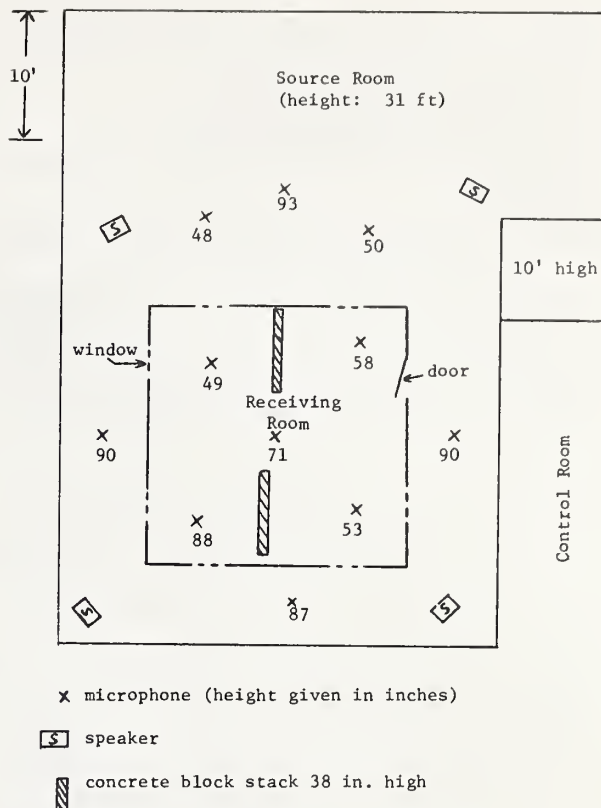 10'
Source Room
(height: 31 ft)
S
S
93
48
50
10' high
window
58
49
door
Receiving
Room
71
90
90
Control Room
88
53
S
S
87
x microphone (height given in inches)
S speaker
concrete block stack 38 in. high